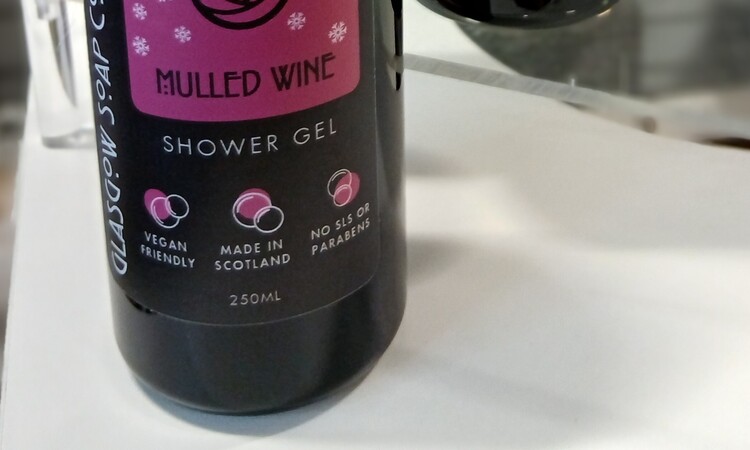 MULLED WINE
SHOWER GEL
VEGAN
FRIENDLY
MADE IN
SCOTLAND
NO SLS OR
PARABENS
250ML
GLASGOW SOAP CO